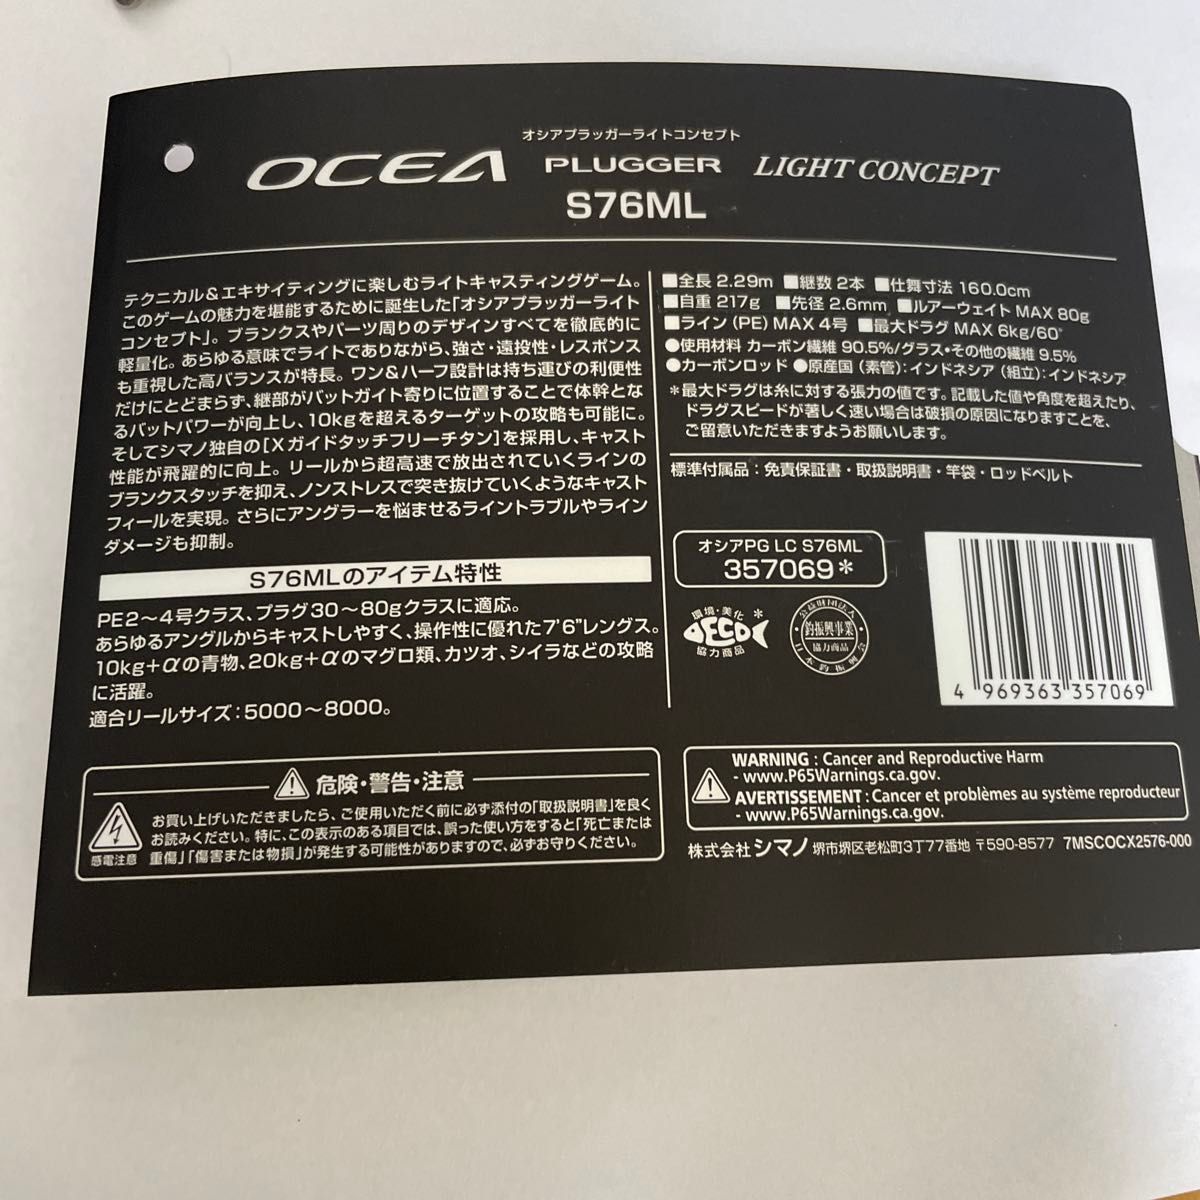 オシアプラッガーライトコンセプト
OCEA PLUGGER LIGHT CONCEPT
S76ML
テクニカル&エキサイティングに楽しむライトキャスティングゲーム。
このゲームの魅力を堪能するために誕生した「オシアプラッガーライト
コンセプト」。ブランクスやパーツ周りのデザインすべてを徹底的に
軽量化。あらゆる意味でライトでありながら、強さ・遠投性・レスポンス
も重視した高バランスが特長。ワン&ハーフ設計は持ち運びの利便性
だけにとどまらず、継部がバットガイド寄りに位置することで体幹とな
るバットパワーが向上し、10kgを超えるターゲットの攻略も可能に。
そしてシマノ独自の[Xガイドタッチフリーチタン]を採用し、キャスト
性能が飛躍的に向上。リールから超高速で放出されていくラインの
ブランクスタッチを抑え、ノンストレスで突き抜けていくようなキャスト
フィールを実現。さらにアングラーを悩ませるライントラブルやライン
ダメージも抑制。
S76MLのアイテム特性
PE2〜4号クラス、プラグ30〜80gクラスに適応。
あらゆるアングルからキャストしやすく、操作性に優れた7'6"レングス。
10kg+αの青物、20kg+αのマグロ類、カツオ、シイラなどの攻略
に活躍。
適合リールサイズ:5000〜8000。
危険・警告・注意
感電注意
お買い上げいただきましたら、ご使用いただく前に必ず添付の「取扱説明書」を良く
お読みください。特に、この表示のある項目では、誤った使い方をすると「死亡または
重傷」「傷害または物損」が発生する可能性がありますので、必ずお守りください。
■全長 2.29m ■継数 2本 ■仕舞寸法 160.0cm
■自重 217g ■先径 2.6mm ■ルアーウェイト MAX 80g
■ライン(PE) MAX 4号 ■最大ドラグ MAX 6kg/60°
●使用材料 カーボン繊維 90.5%/グラス・その他の繊維 9.5%
●カーボンロッド ●原産国(素管):インドネシア(組立):インドネシア
*最大ドラグは糸に対する張力の値です。記載した値や角度を超えたり、
ドラグスピードが著しく速い場合は破損の原因になりますことを、
ご留意いただきますようお願いします。
標準付属品:免責保証書・取扱説明書・竿袋・ロッドベルト
オシアPG LC S76ML
357069*
環境・美化
DECO
*
協力商品
公益財団法人
釣振興事業
協力商品
日本釣振興会
4 969363 357069
WARNING : Cancer and Reproductive Harm
- www.P65Warnings.ca.gov.
AVERTISSEMENT : Cancer et problèmes au système reproducteur
- www.P65Warnings.ca.gov.
株式会社シマノ 堺市堺区老松町3丁77番地 〒590-8577 7MSCOCX2576-000